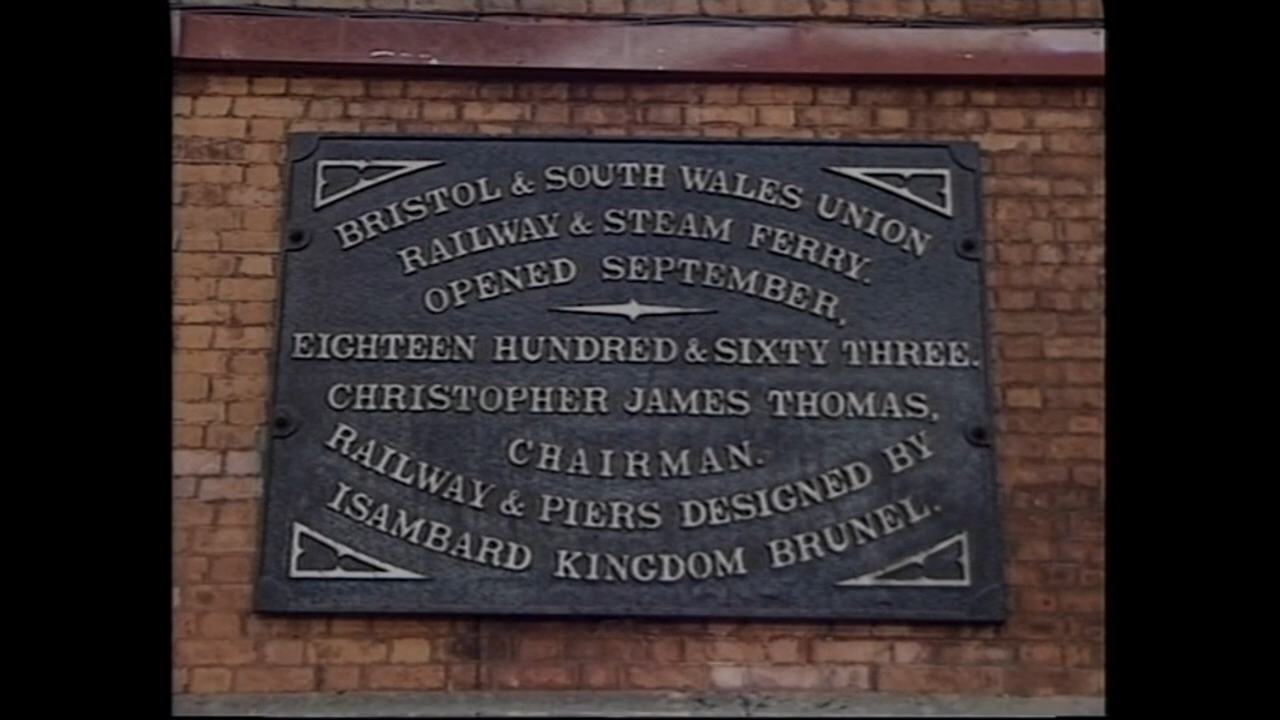 BRISTOL & SOUTH WALES UNION
RAILWAY & STEAM FERRY.
OPENED SEPTEMBER,
EIGHTEEN HUNDRED & SIXTY THREE.
CHRISTOPHER JAMES THOMAS,
CHAIRMAN.
RAILWAY & PIERS DESIGNED BY
ISAMBARD KINGDOM BRUNEL.